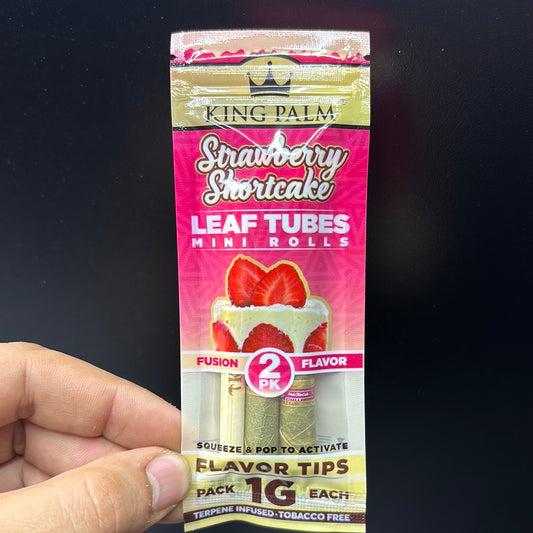 KING PALM
Strawberry
Shortcake
LEAF TUBES
MINI ROLLS
FUSION 2 PK FLAVOR
SQUEEZE & POP TO ACTIVATE
FLAVOR TIPS
PACK 1G EACH
TERPENE INFUSED•TOBACCO FREE